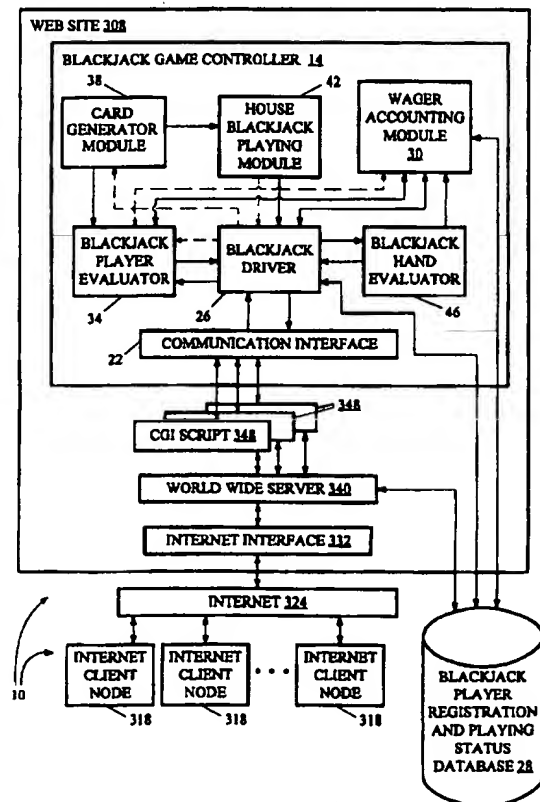 WEB SITE 308
BLACKJACK GAME CONTROLLER 14
38
42
CARD
GENERATOR
MODULE
HOUSE
BLACKJACK
PLAYING
MODULE
WAGER
ACCOUNTING
MODULE
30
BLACKJACK
PLAYER
EVALUATOR
BLACKJACK
DRIVER
BLACKJACK
HAND
EVALUATOR
34
26
46
22
COMMUNICATION INTERFACE
348
CGI SCRIPT 348
WORLD WIDE SERVER 340
INTERNET INTERFACE 332
INTERNET 324
10
INTERNET
CLIENT
NODE
INTERNET
CLIENT
NODE
INTERNET
CLIENT
NODE
318
318
318
BLACKJACK
PLAYER
REGISTRATION
AND PLAYING
STATUS
DATABASE 28